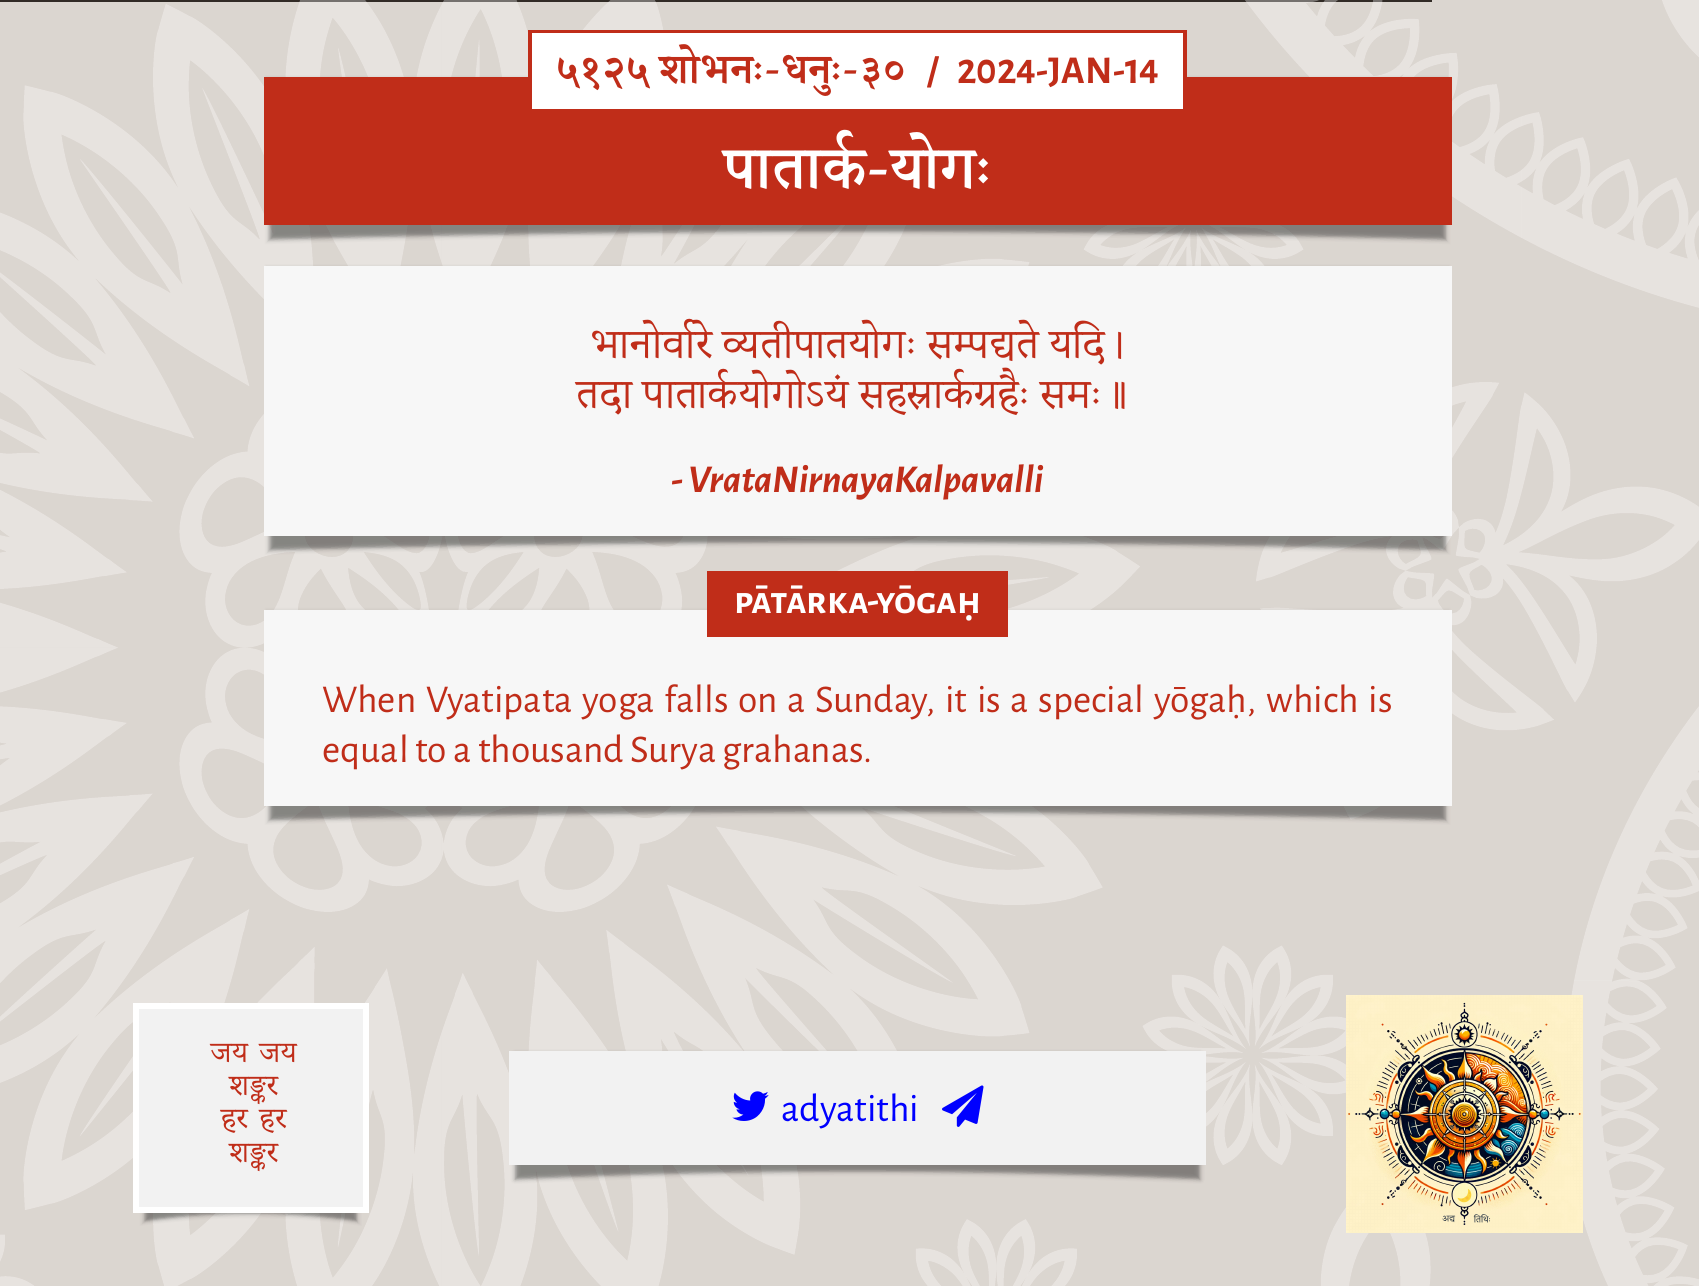 ५१२५ शोभनः-धनुः-३० / 2024-JAN-14
पातार्क-योगः
भानोर्वारे व्यतीपातयोगः सम्पद्यते यदि।
तदा पातार्कयोगोऽयं सहस्रार्कग्रहैः समः॥
- VrataNirnayaKalpavalli
PĀTĀRKA-YŌGAḤ
When Vyatipata yoga falls on a Sunday, it is a special yōgaḥ, which is
equal to a thousand Surya grahanas.
जय जय
शङ्कर
हर हर
शङ्कर
adyatithi
अद्य तिथिः